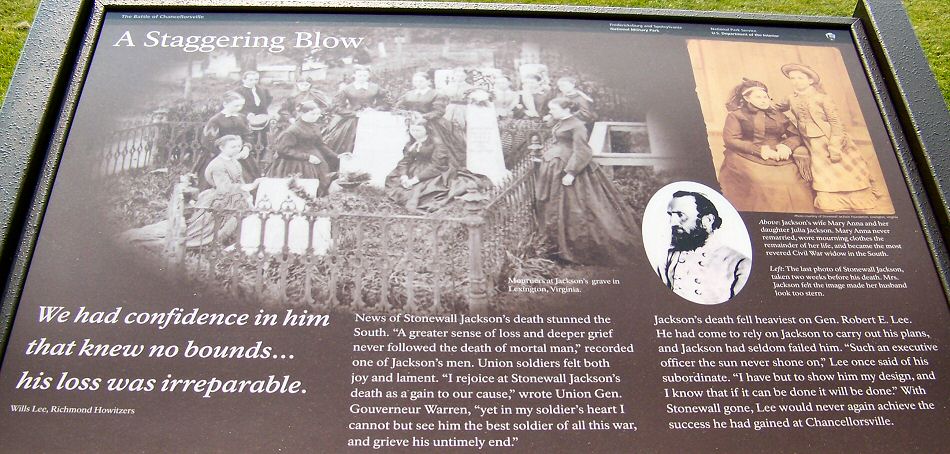 The Battle of Chancellorsville
Fredericksburg and Spotsylvania
National Military Park
National Park Service
U.S. Department of the Interior
A Staggering Blow
Photo courtesy of Stonewall Jackson Foundation, Lexington, Virginia
Above: Jackson's wife Mary Anna and her
daughter Julia Jackson. Mary Anna never
remarried, wore mourning clothes the
remainder of her life, and became the most
revered Civil War widow in the South.
Left: The last photo of Stonewall Jackson,
taken two weeks before his death. Mrs.
Jackson felt the image made her husband
look too stern.
Mourners at Jackson's grave in
Lexington, Virginia.
We had confidence in him
that knew no bounds...
his loss was irreparable.
Wills Lee, Richmond Howitzers
News of Stonewall Jackson's death stunned the
South. "A greater sense of loss and deeper grief
never followed the death of mortal man," recorded
one of Jackson's men. Union soldiers felt both
joy and lament. "I rejoice at Stonewall Jackson's
death as a gain to our cause," wrote Union Gen.
Gouverneur Warren, "yet in my soldier's heart I
cannot but see him the best soldier of all this war,
and grieve his untimely end."
Jackson's death fell heaviest on Gen. Robert E. Lee.
He had come to rely on Jackson to carry out his plans,
and Jackson had seldom failed him. "Such an executive
officer the sun never shone on," Lee once said of his
subordinate. "I have but to show him my design, and
I know that if it can be done it will be done." With
Stonewall gone, Lee would never again achieve the
success he had gained at Chancellorsville.